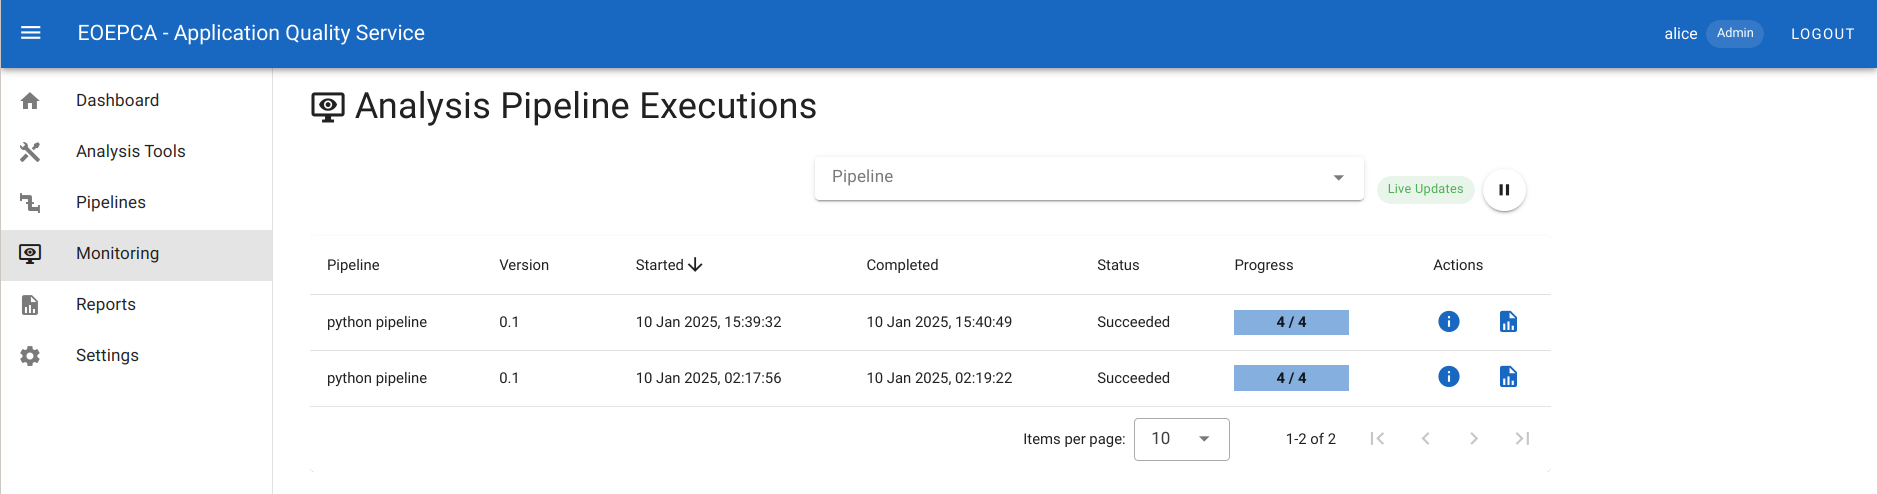 EOEPCA - Application Quality Service
alice Admin LOGOUT
Dashboard
Analysis Tools
Pipelines
Monitoring
Reports
Settings
Analysis Pipeline Executions
Pipeline
Live Updates
Pipeline Version Started Completed Status Progress Actions
python pipeline 0.1 10 Jan 2025, 15:39:32 10 Jan 2025, 15:40:49 Succeeded 4 / 4
python pipeline 0.1 10 Jan 2025, 02:17:56 10 Jan 2025, 02:19:22 Succeeded 4 / 4
Items per page: 10 1-2 of 2